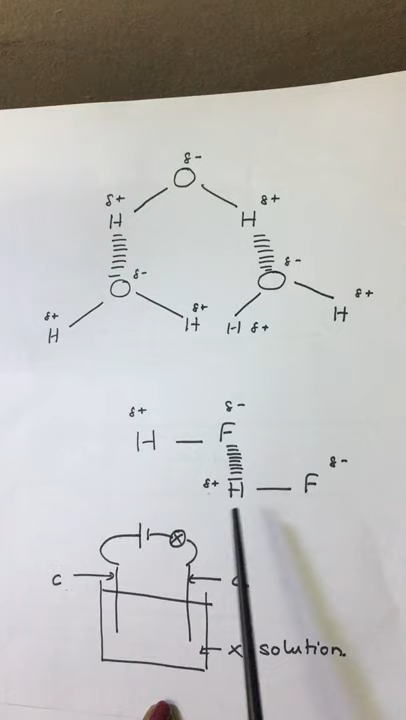 δ-
O
δ+ δ+
H H
δ- δ-
O O
δ+ δ+ δ+
H H H δ+ H
δ+ δ-
H — F
δ-
δ+ H — F
C
X solution.